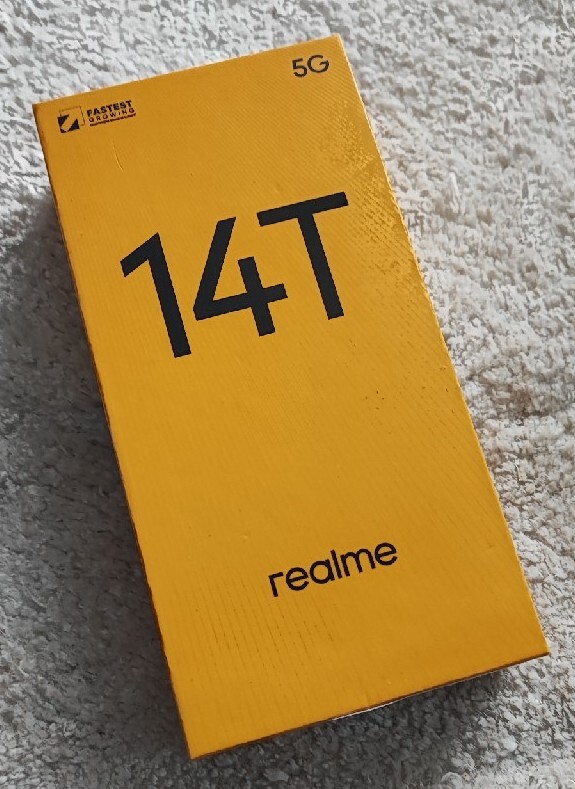 5G
FASTEST
GROWING
14T
realme